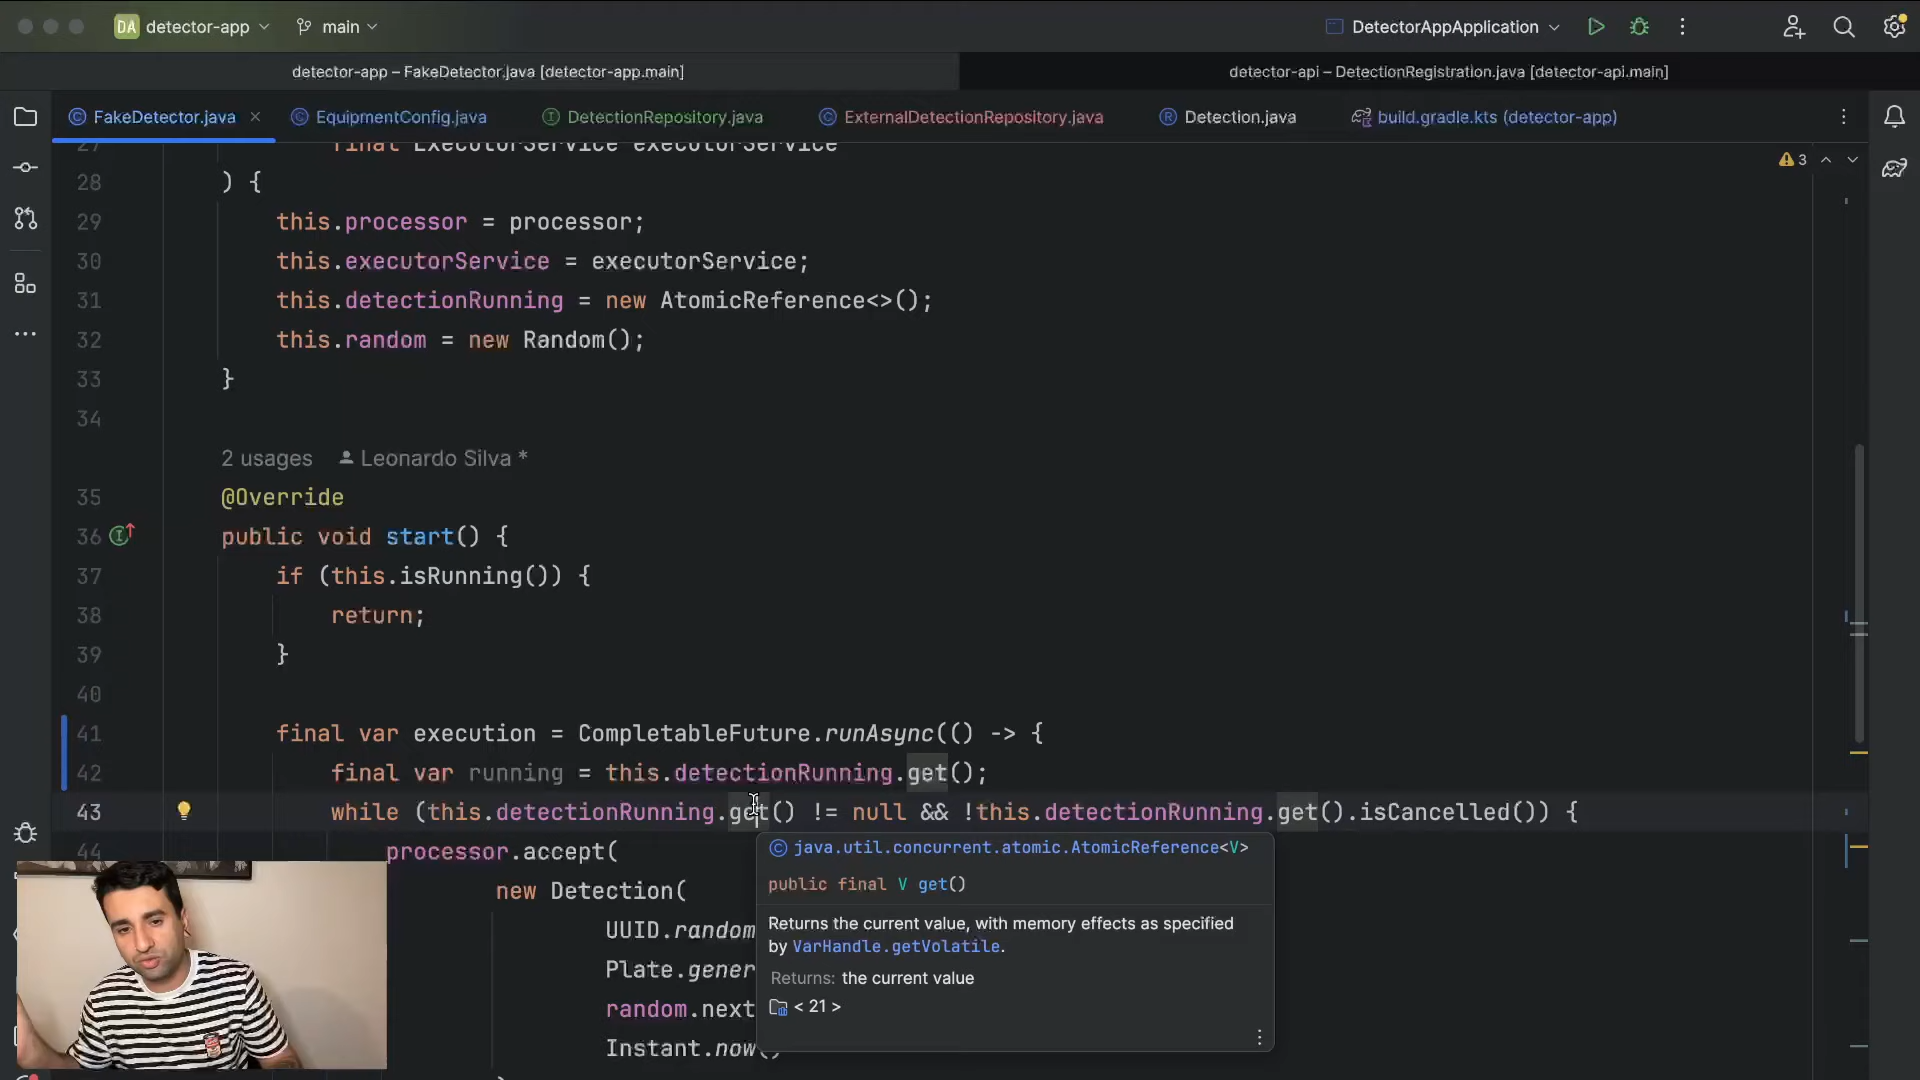 DA detector-app main DetectorAppApplication
detector-app – FakeDetector.java [detector-app.main] detector-api – DetectionRegistration.java [detector-api.main]
FakeDetector.java EquipmentConfig.java DetectionRepository.java ExternalDetectionRepository.java Detection.java build.gradle.kts (detector-app)
27 final ExecutorService executorService
3
28 ) {
29 this.processor = processor;
30 this.executorService = executorService;
31 this.detectionRunning = new AtomicReference<>();
32 this.random = new Random();
33 }
34
2 usages Leonardo Silva *
35 @Override
36 public void start() {
37 if (this.isRunning()) {
38 return;
39 }
40
41 final var execution = CompletableFuture.runAsync(() -> {
42 final var running = this.detectionRunning.get();
43 while (this.detectionRunning.get() != null && !this.detectionRunning.get().isCancelled()) {
44 processor.accept(
new Detection(
UUID.random
Plate.gener
random.next
Instant.now()
java.util.concurrent.atomic.AtomicReference<V>
public final V get()
Returns the current value, with memory effects as specified
by VarHandle.getVolatile.
Returns: the current value
< 21 >